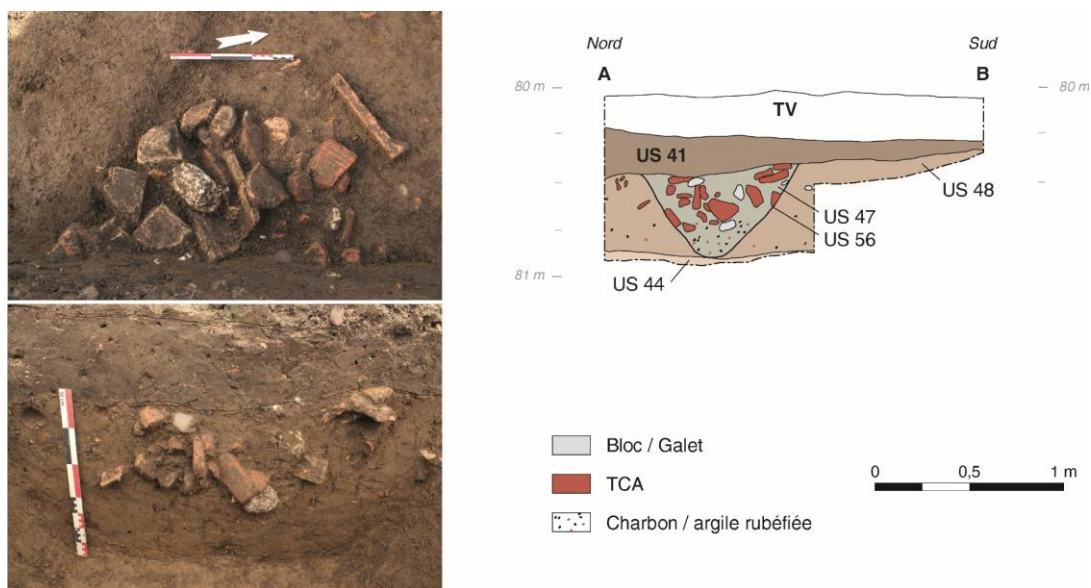 Nord Sud
A B
80 m 80 m
TV
US 41
US 48
US 47
US 56
US 44
81 m
Bloc / Galet
TCA
Charbon / argile rubéfiée
0 0,5 1 m